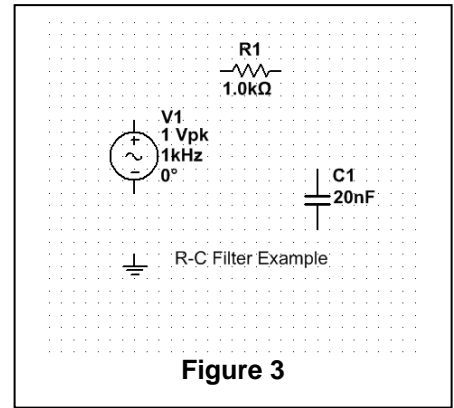 R1
1.0kΩ
V1
1 Vpk
1kHz
0°
C1
20nF
R-C Filter Example
Figure 3